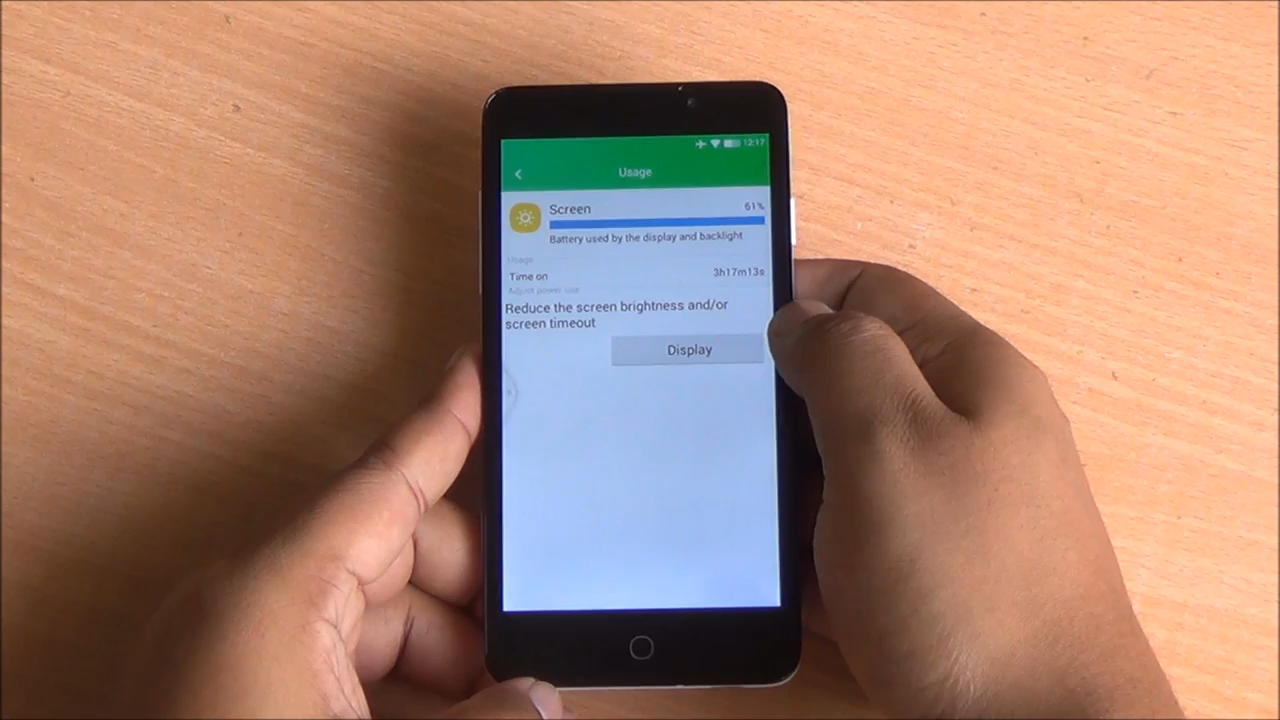 12:17
Usage
Screen
61%
Battery used by the display and backlight
Usage
Time on
3h17m13s
Adjust power use
Reduce the screen brightness and/or
screen timeout
Display